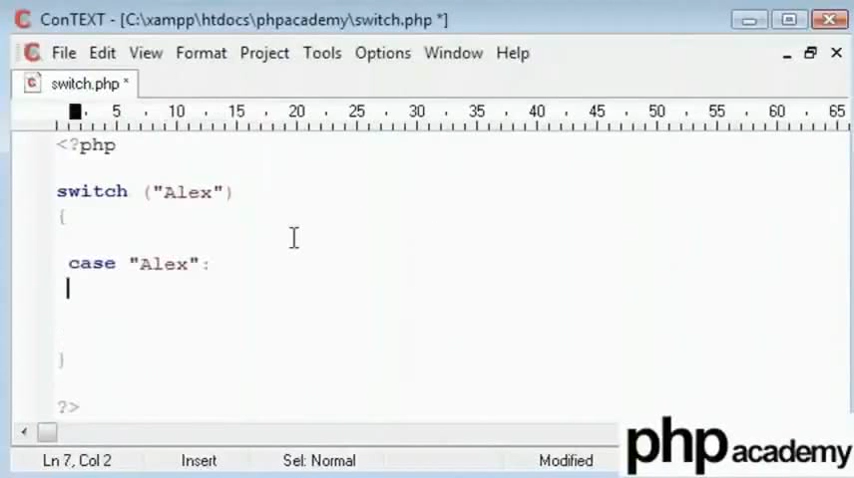 ConTEXT - [C:\xampp\htdocs\phpacademy\switch.php *]
File Edit View Format Project Tools Options Window Help
switch.php *
5 10 15 20 25 30 35 40 45 50 55 60 65
<?php
switch ("Alex")
{
case "Alex":
}
?>
Ln 7, Col 2 Insert Sel: Normal Modified
php academy